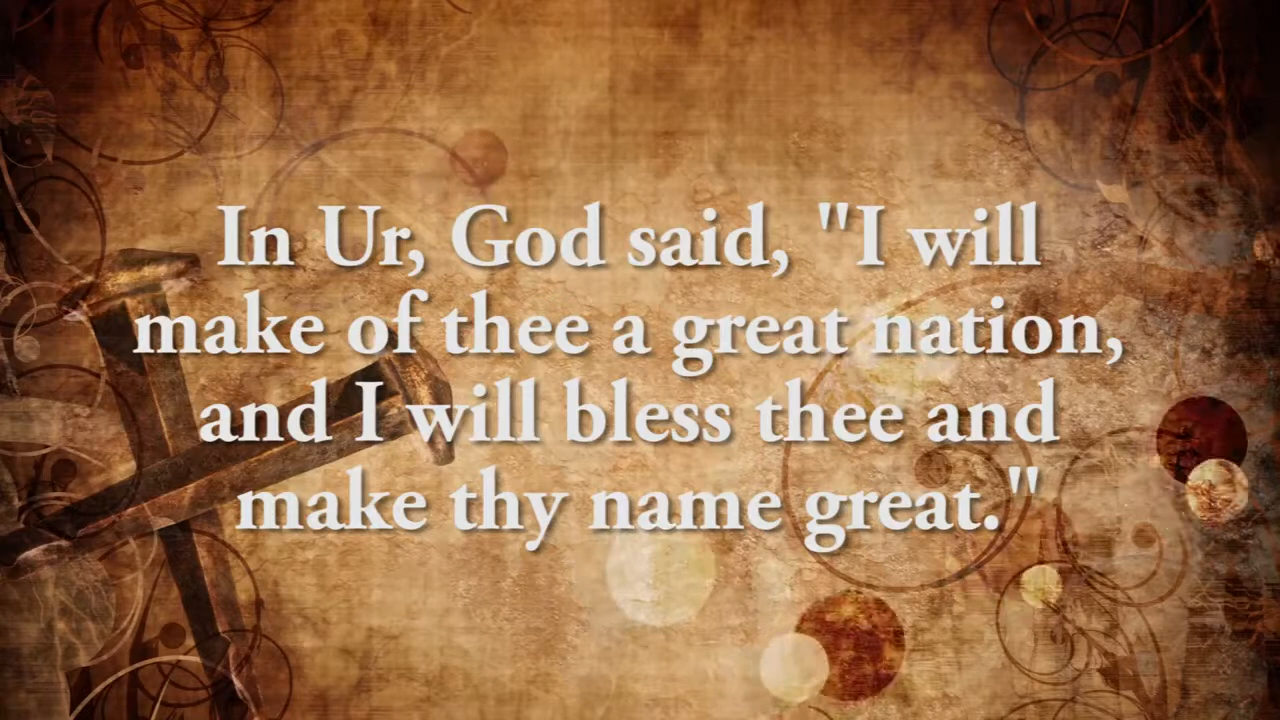 In Ur, God said, "I will
make of thee a great nation,
and I will bless thee and
make thy name great."